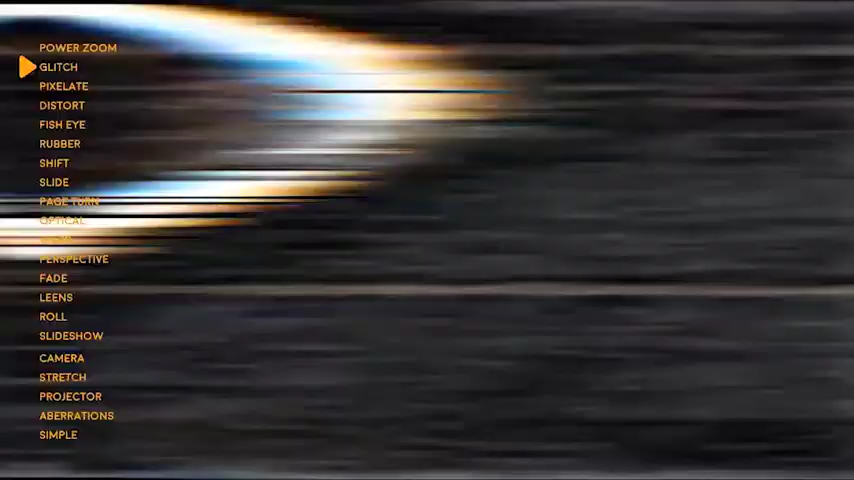 POWER ZOOM
GLITCH
PIXELATE
DISTORT
FISH EYE
RUBBER
SHIFT
SLIDE
PAGE TURN
OPTICAL
PERSPECTIVE
FADE
LEENS
ROLL
SLIDESHOW
CAMERA
STRETCH
PROJECTOR
ABERRATIONS
SIMPLE